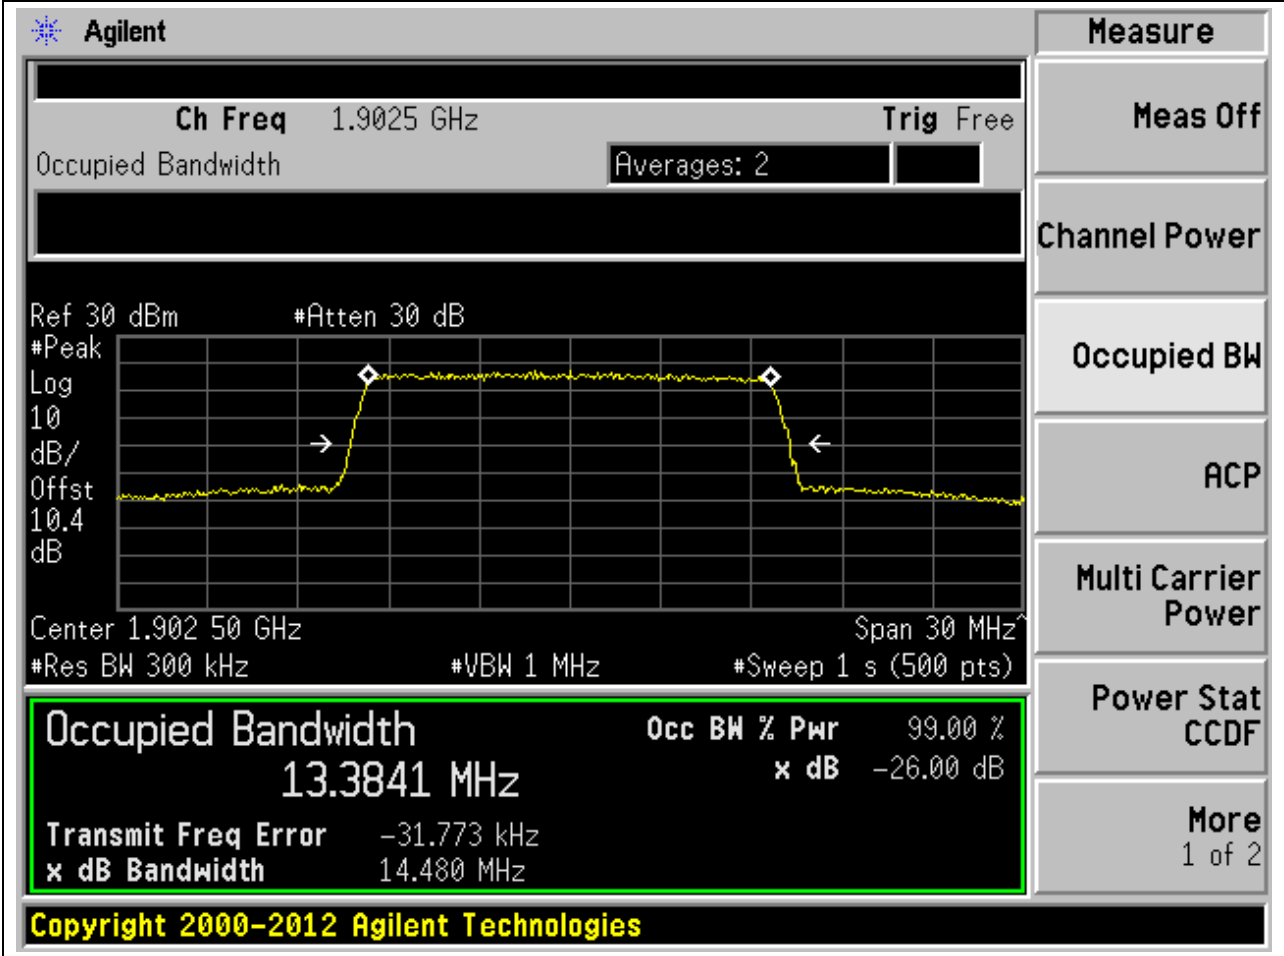 Agilent
Measure
Ch Freq 1.9025 GHz Trig Free
Occupied Bandwidth Averages: 2
Meas Off
Channel Power
Occupied BW
ACP
Multi Carrier
Power
Power Stat
CCDF
More
1 of 2
Ref 30 dBm #Atten 30 dB
#Peak
Log
10
dB/
Offst
10.4
dB
Center 1.902 50 GHz Span 30 MHz^
#Res BW 300 kHz #VBW 1 MHz #Sweep 1 s (500 pts)
Occupied Bandwidth Occ BW % Pwr 99.00 %
13.3841 MHz x dB -26.00 dB
Transmit Freq Error -31.773 kHz
x dB Bandwidth 14.480 MHz
Copyright 2000-2012 Agilent Technologies